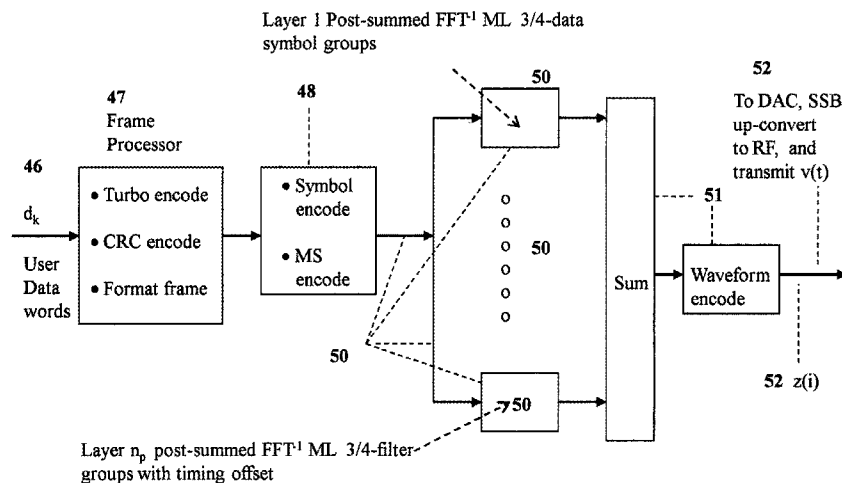 Layer 1 Post-summed FFT-1 ML 3/4-data
symbol groups
47
Frame
Processor
48
50
52
To DAC, SSB
up-convert
to RF, and
transmit v(t)
46
dk
User
Data
words
• Turbo encode
• CRC encode
• Format frame
• Symbol
encode
• MS
encode
50
50
50
Sum
51
Waveform
encode
52 z(i)
Layer np post-summed FFT-1 ML 3/4-filter
groups with timing offset